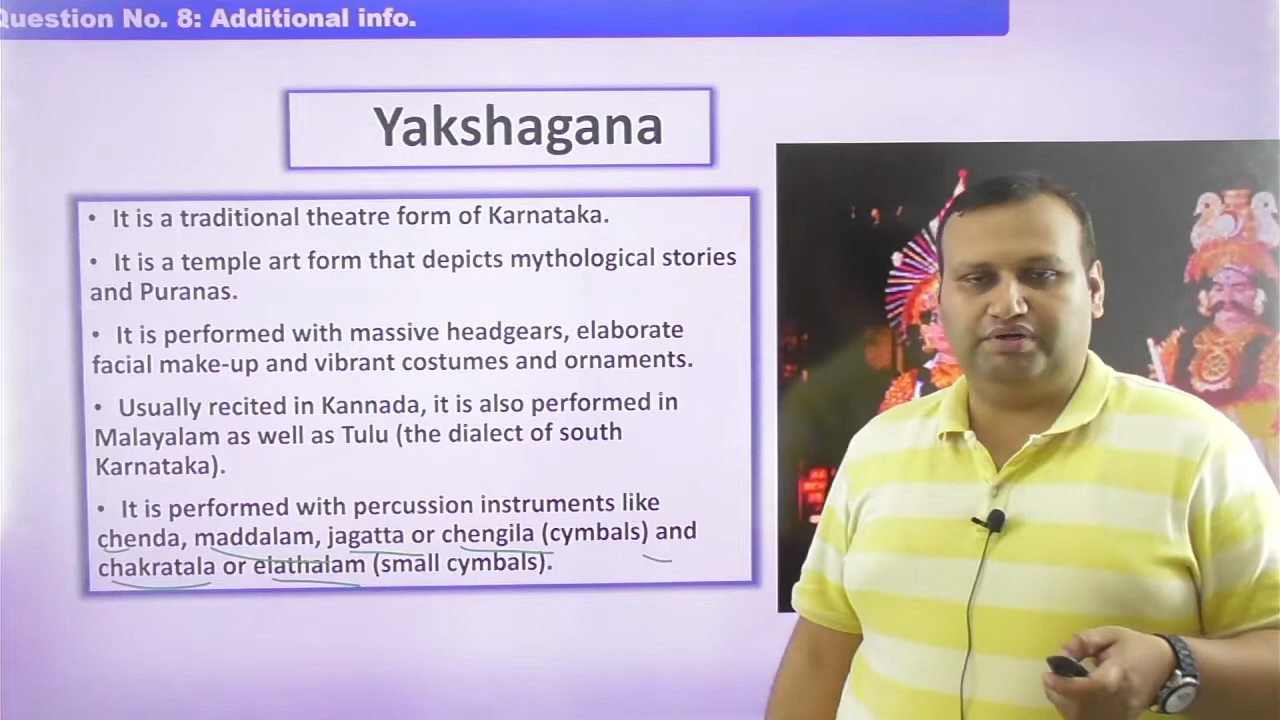 uestion No. 8: Additional info.
Yakshagana
• It is a traditional theatre form of Karnataka.
• It is a temple art form that depicts mythological stories
and Puranas.
• It is performed with massive headgears, elaborate
facial make-up and vibrant costumes and ornaments.
• Usually recited in Kannada, it is also performed in
Malayalam as well as Tulu (the dialect of south
Karnataka).
• It is performed with percussion instruments like
chenda, maddalam, jagatta or chengila (cymbals) and
chakratala or elathalam (small cymbals).